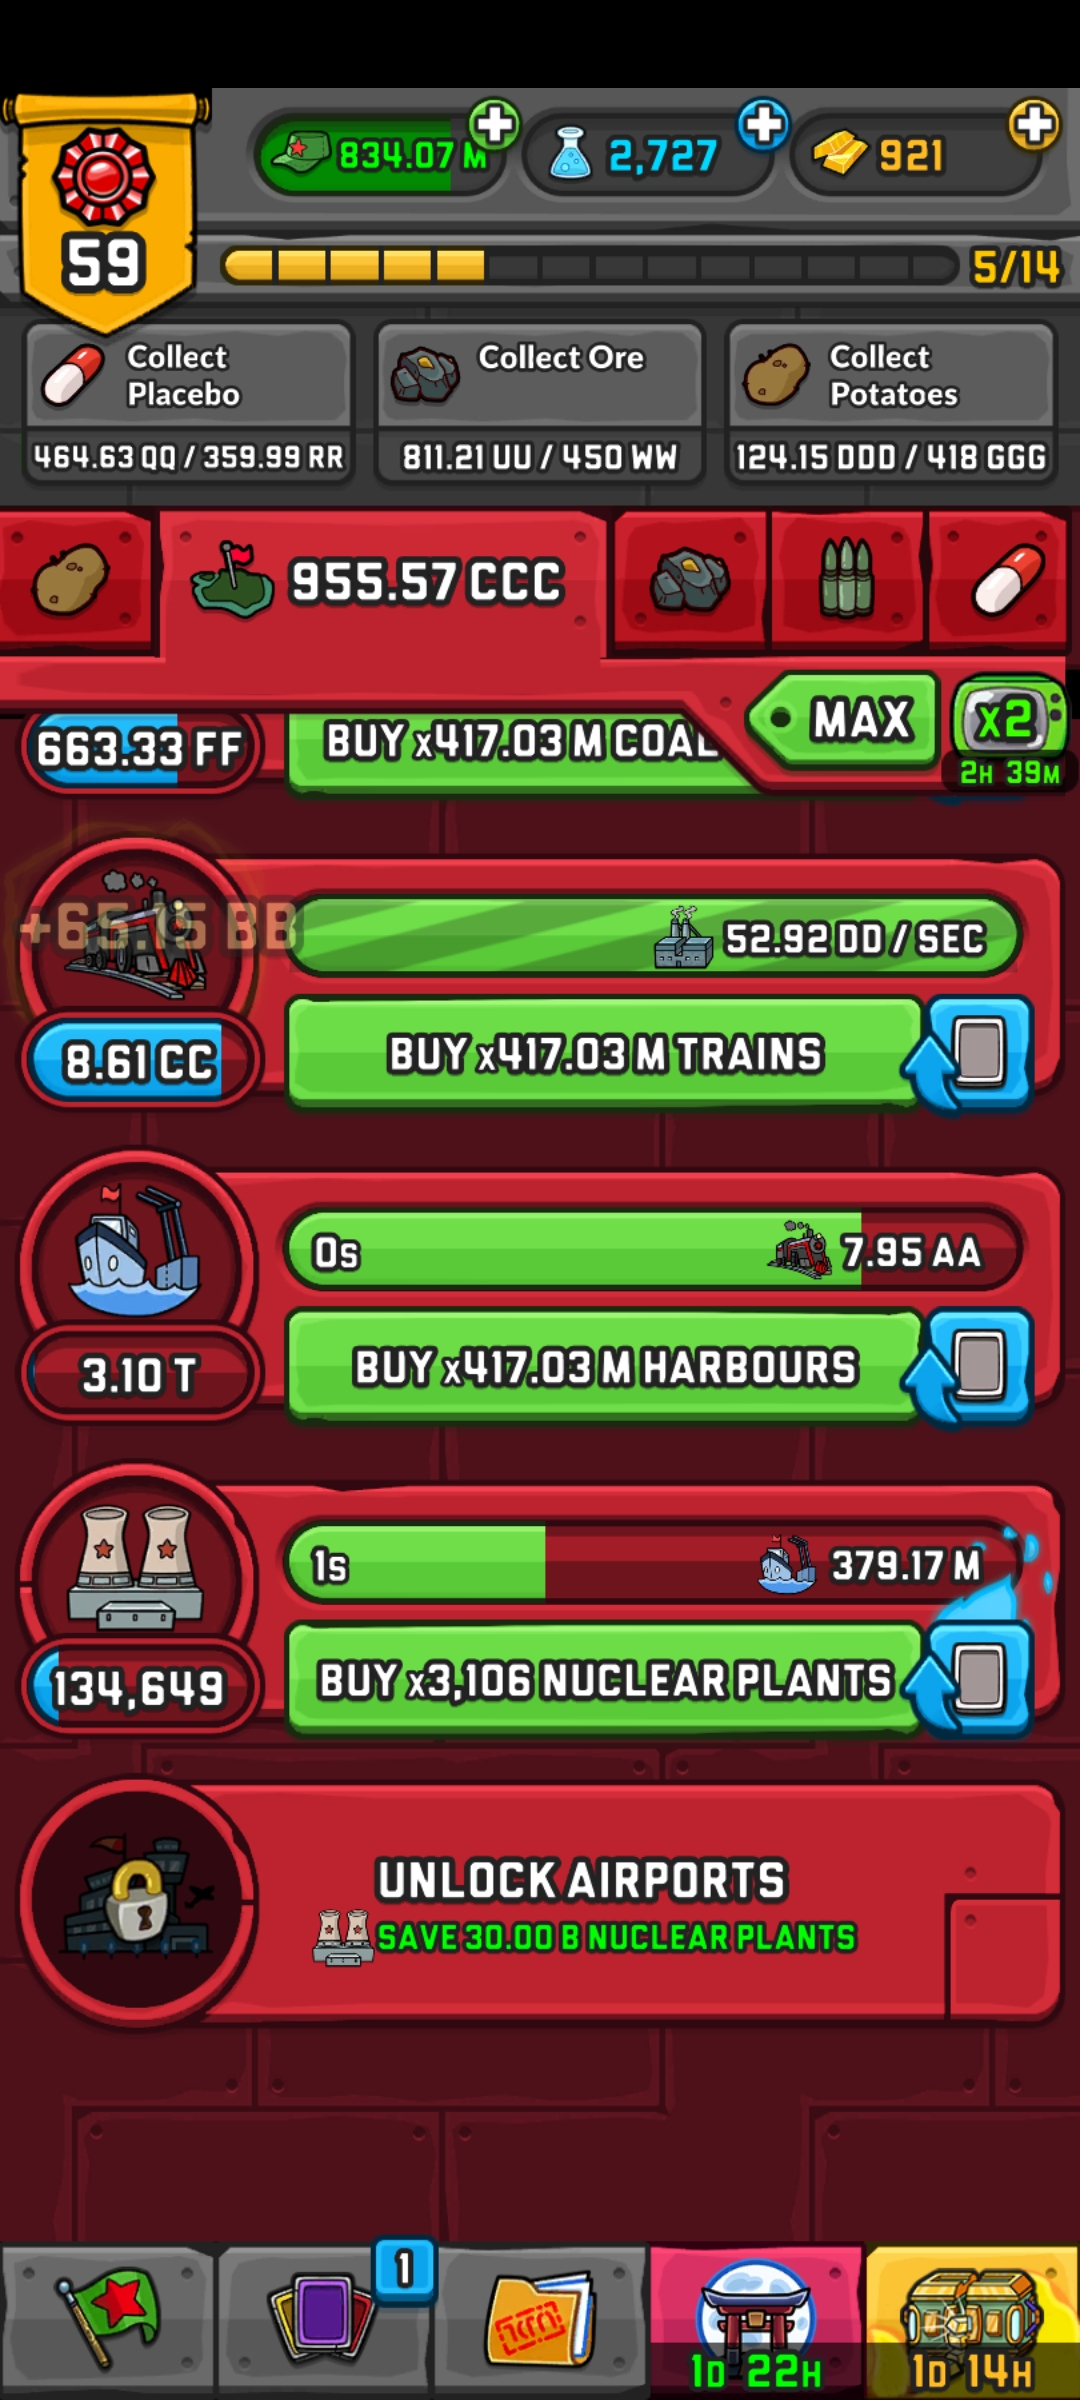 834.07 M
2,727
921
59
5/14
Collect Placebo
464.63 QQ / 359.99 RR
Collect Ore
811.21 UU / 450 WW
Collect Potatoes
124.15 DDD / 418 GGG
955.57 CCC
MAX
x2
2H 39M
663.33 FF
BUY x417.03 M COAL
+65.15 BB
52.92 DD / SEC
8.61 CC
BUY x417.03 M TRAINS
0s
7.95 AA
3.10 T
BUY x417.03 M HARBOURS
1s
379.17 M
134,649
BUY x3,106 NUCLEAR PLANTS
UNLOCK AIRPORTS
SAVE 30.00 B NUCLEAR PLANTS
1
1D 22H
1D 14H